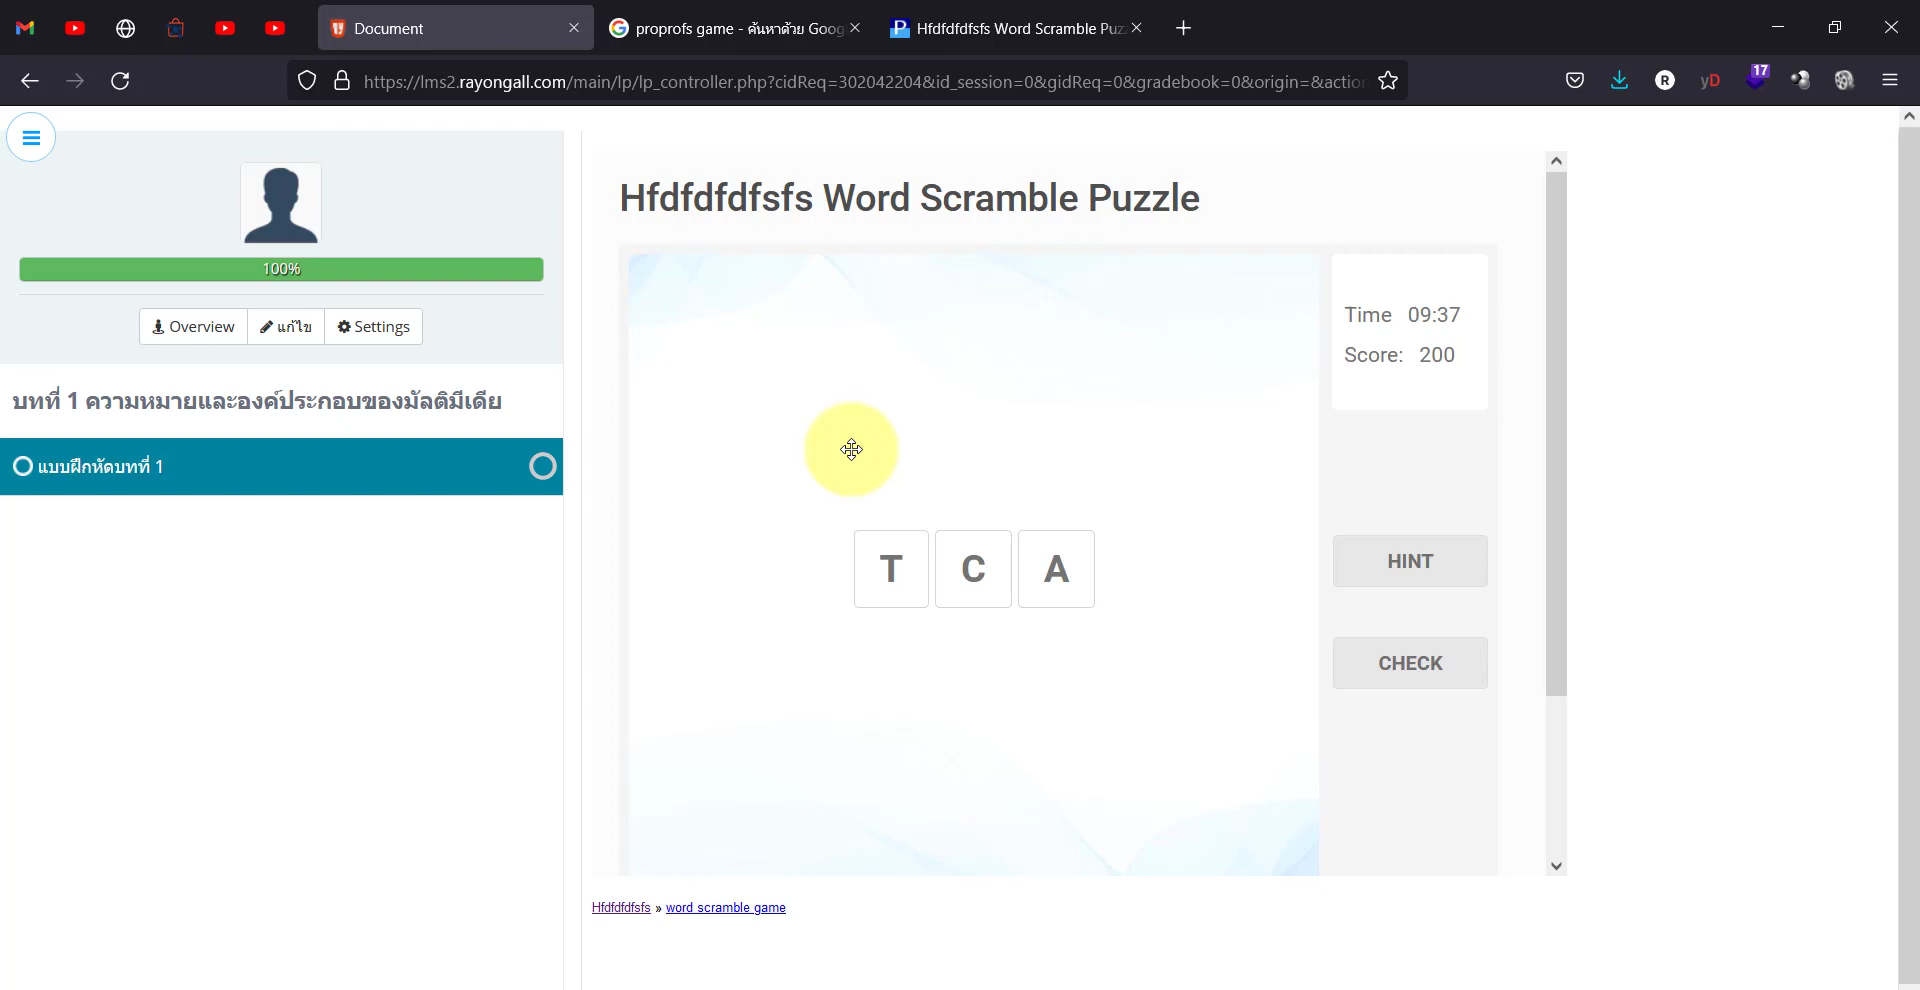 Document
proprofs game - ค้นหาด้วย Goog
Hfdfdfdfsfs Word Scramble Puz
https://lms2.rayongall.com/main/lp/lp_controller.php?cidReq=302042204&id_session=0&gidReq=0&gradebook=0&origin=&action
R
yD
17
100%
Overview
แก้ไข
Settings
บทที่ 1 ความหมายและองค์ประกอบของมัลติมีเดีย
แบบฝึกหัดบทที่ 1
Hfdfdfdfsfs Word Scramble Puzzle
Time 09:37
Score: 200
T C A
HINT
CHECK
Hfdfdfdfsfs » word scramble game